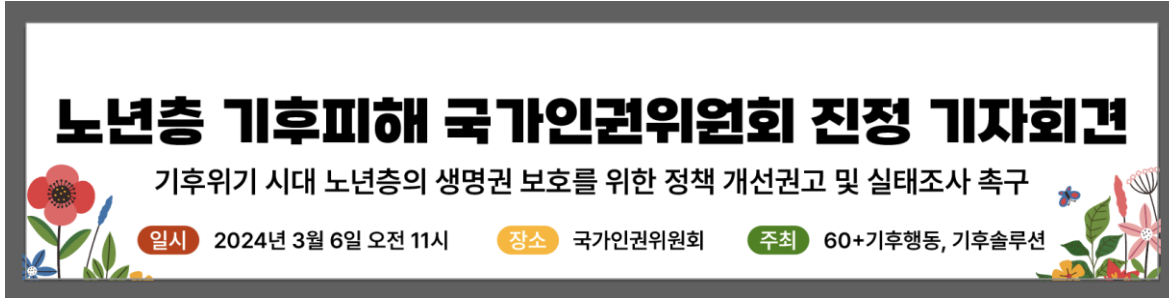 노년층 기후피해 국가인권위원회 진정 기자회견
기후위기 시대 노년층의 생명권 보호를 위한 정책 개선권고 및 실태조사 촉구
일시 2024년 3월 6일 오전 11시 장소 국가인권위원회 주최 60+기후행동, 기후솔루션